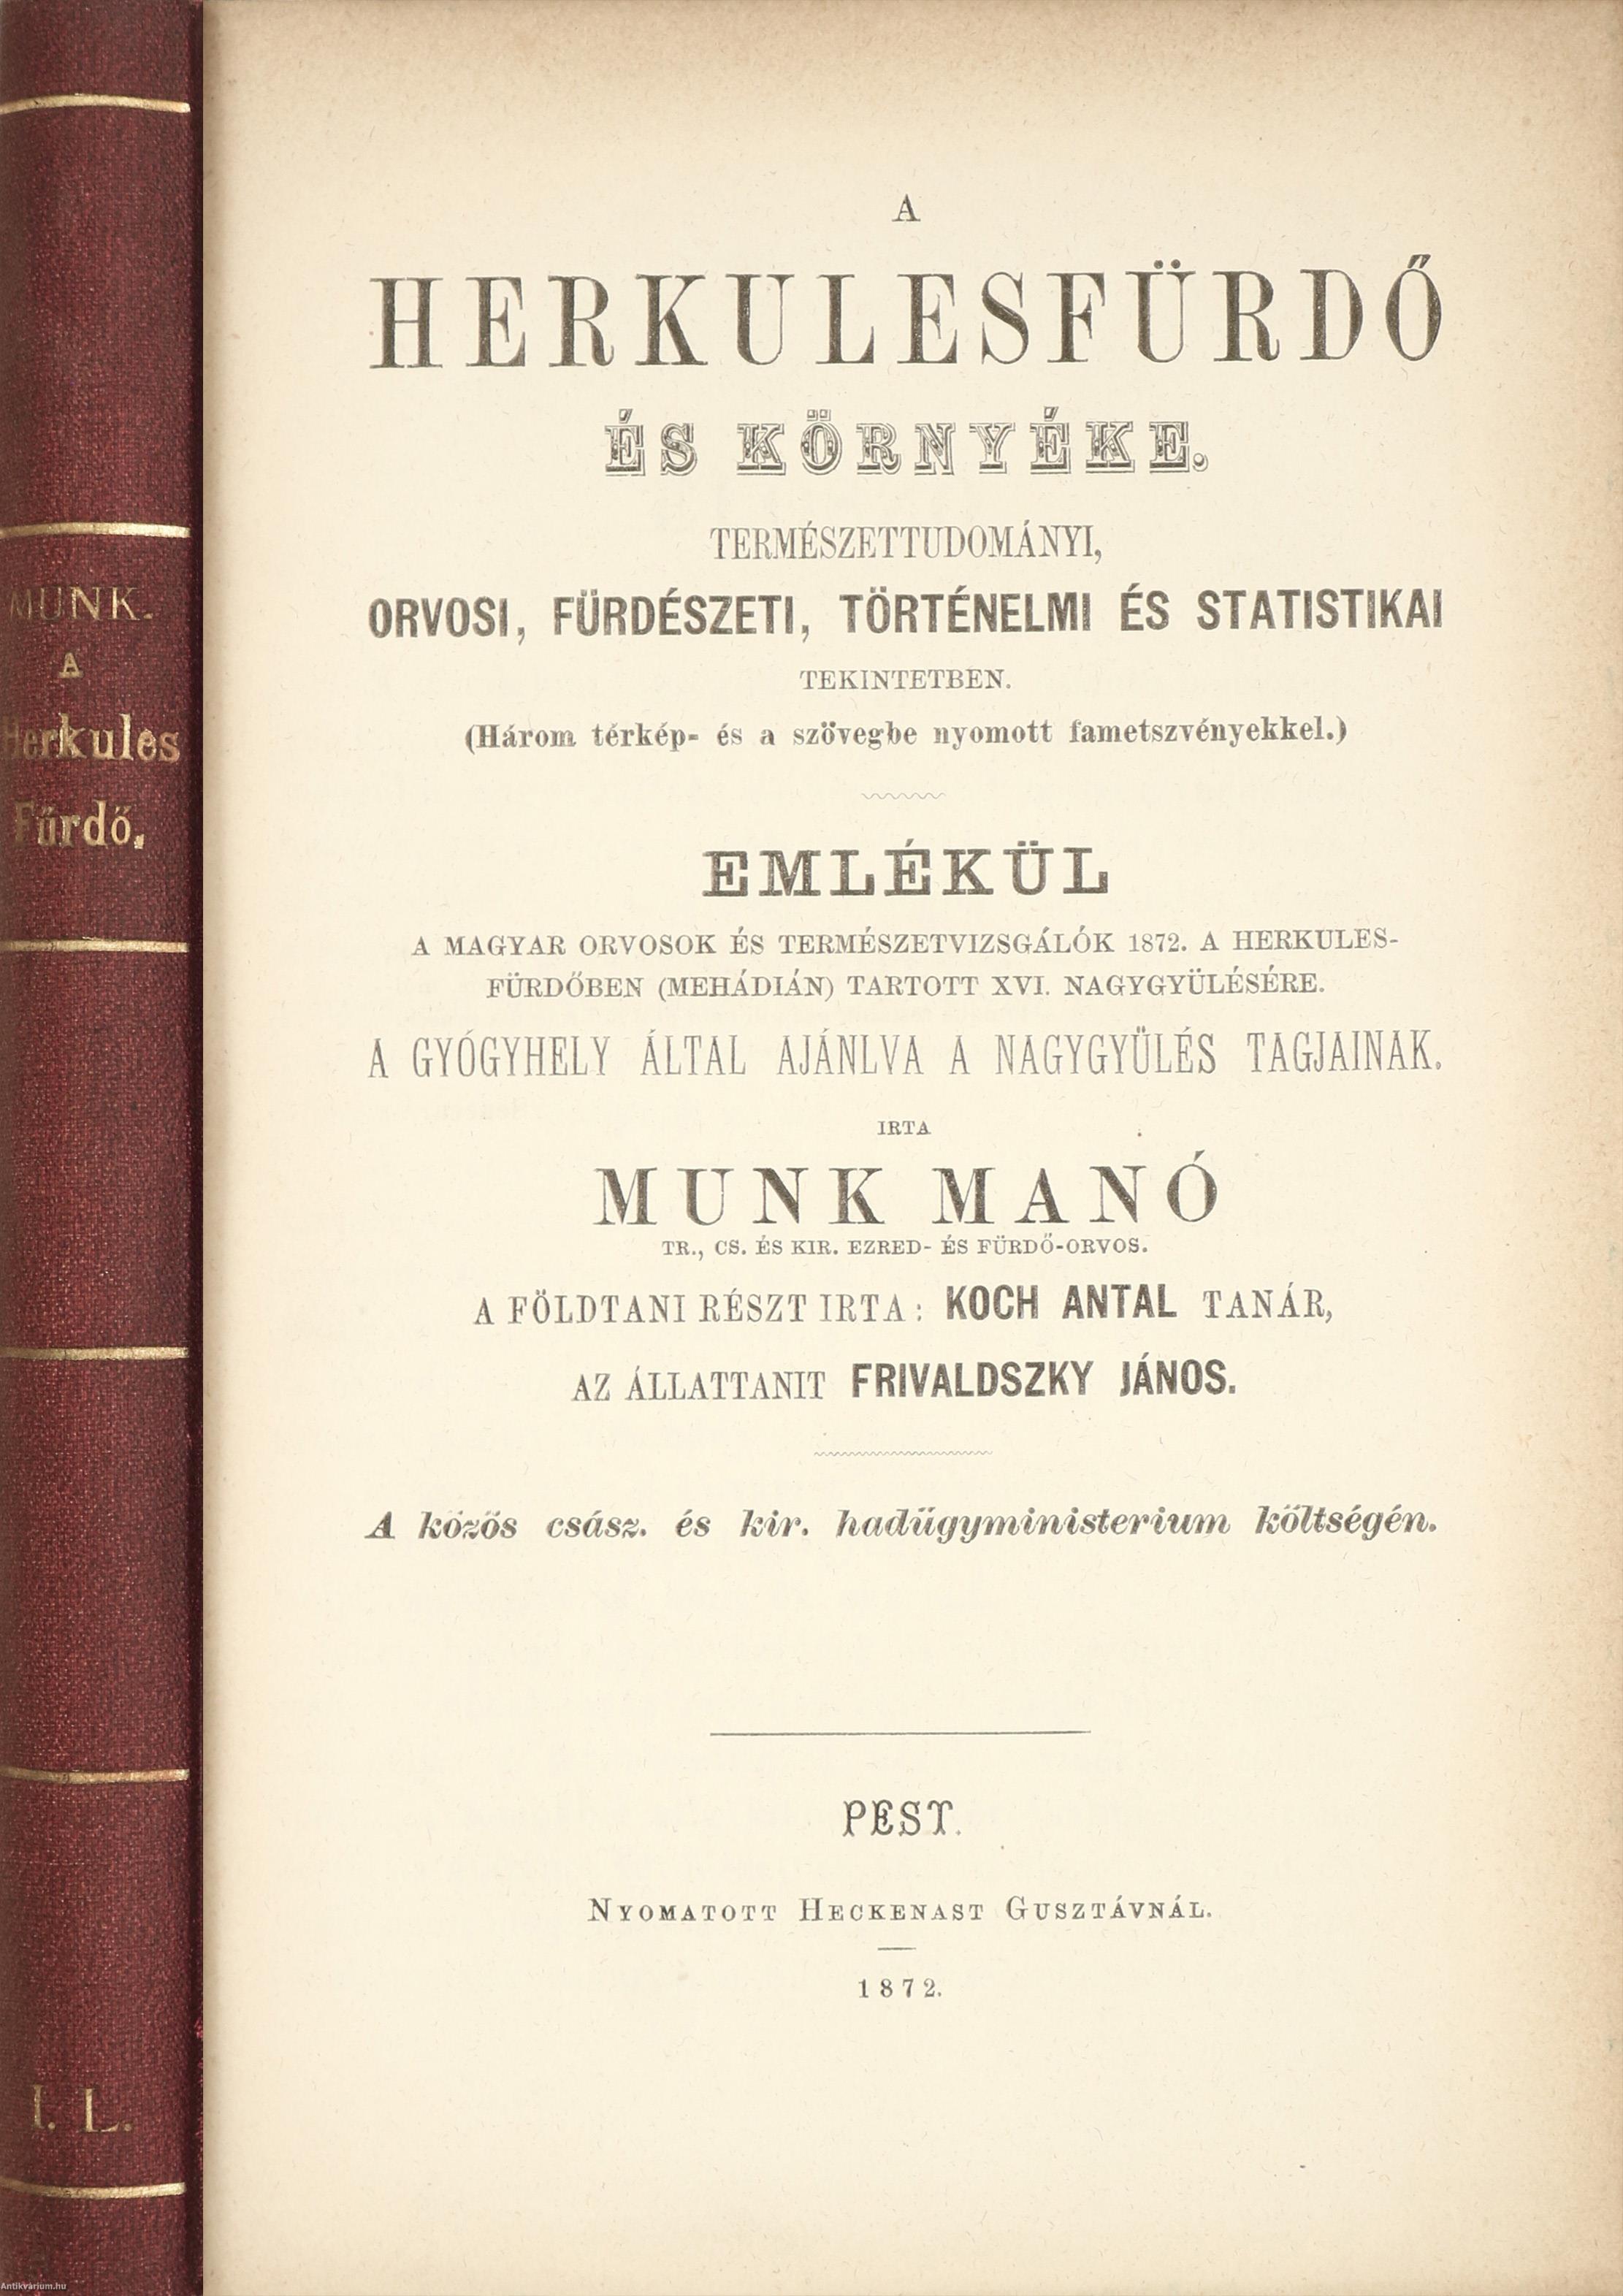 MUNK.
A
Herkules
Fürdő.
I. L.
A
HERKULESFÜRDŐ
ÉS KÖRNYÉKE.
TERMÉSZETTUDOMÁNYI,
ORVOSI, FÜRDÉSZETI, TÖRTÉNELMI ÉS STATISTIKAI
TEKINTETBEN.
(Három térkép- és a szövegbe nyomott fametszvényekkel.)
EMLÉKÜL
A MAGYAR ORVOSOK ÉS TERMÉSZETVIZSGÁLÓK 1872. A HERKULES-
FÜRDŐBEN (MEHÁDIÁN) TARTOTT XVI. NAGYGYÜLÉSÉRE.
A GYÓGYHELY ÁLTAL AJÁNLVA A NAGYGYÜLÉS TAGJAINAK.
IRTA
MUNK MANÓ
TR., CS. ÉS KIR. EZRED- ÉS FÜRDŐ-ORVOS.
A FÖLDTANI RÉSZT IRTA: KOCH ANTAL TANÁR,
AZ ÁLLATTANIT FRIVALDSZKY JÁNOS.
A közös csász. és kir. hadügyministerium költségén.
PEST.
NYOMATOTT HECKENAST GUSZTÁVNÁL.
1872.
Antikvarium.hu